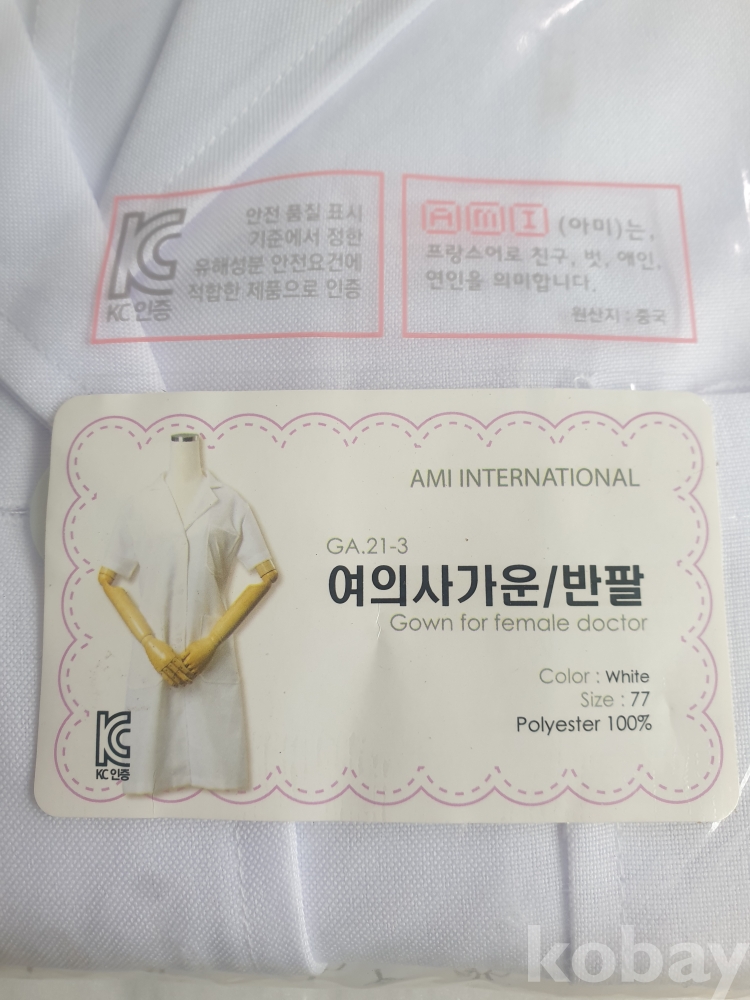 KC 인증
안전 품질 표시
기준에서 정한
유해성분 안전요건에
적합한 제품으로 인증
AMI (아미)는,
프랑스어로 친구, 벗, 애인,
연인을 의미합니다.
원산지 : 중국
AMI INTERNATIONAL
GA.21-3
여의사가운/반팔
Gown for female doctor
Color : White
Size : 77
Polyester 100%
KC 인증
kobay